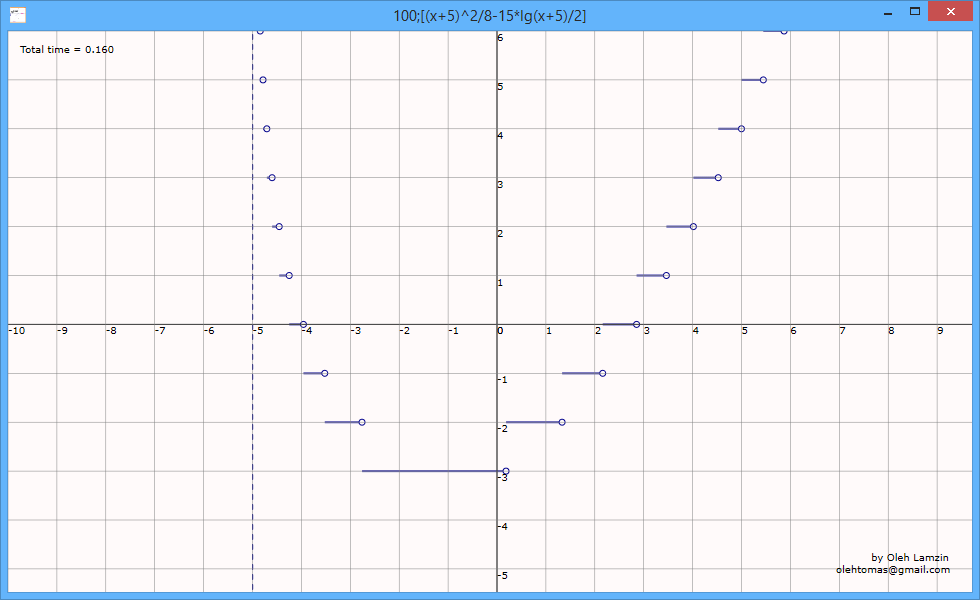 100;[(x+5)^2/8-15*lg(x+5)/2]
Total time = 0.160
6
5
4
3
2
1
-10 -9 -8 -7 -6 -5 -4 -3 -2 -1 0 1 2 3 4 5 6 7 8 9
-1
-2
-3
-4
-5
by Oleh Lamzin
olehtomas@gmail.com